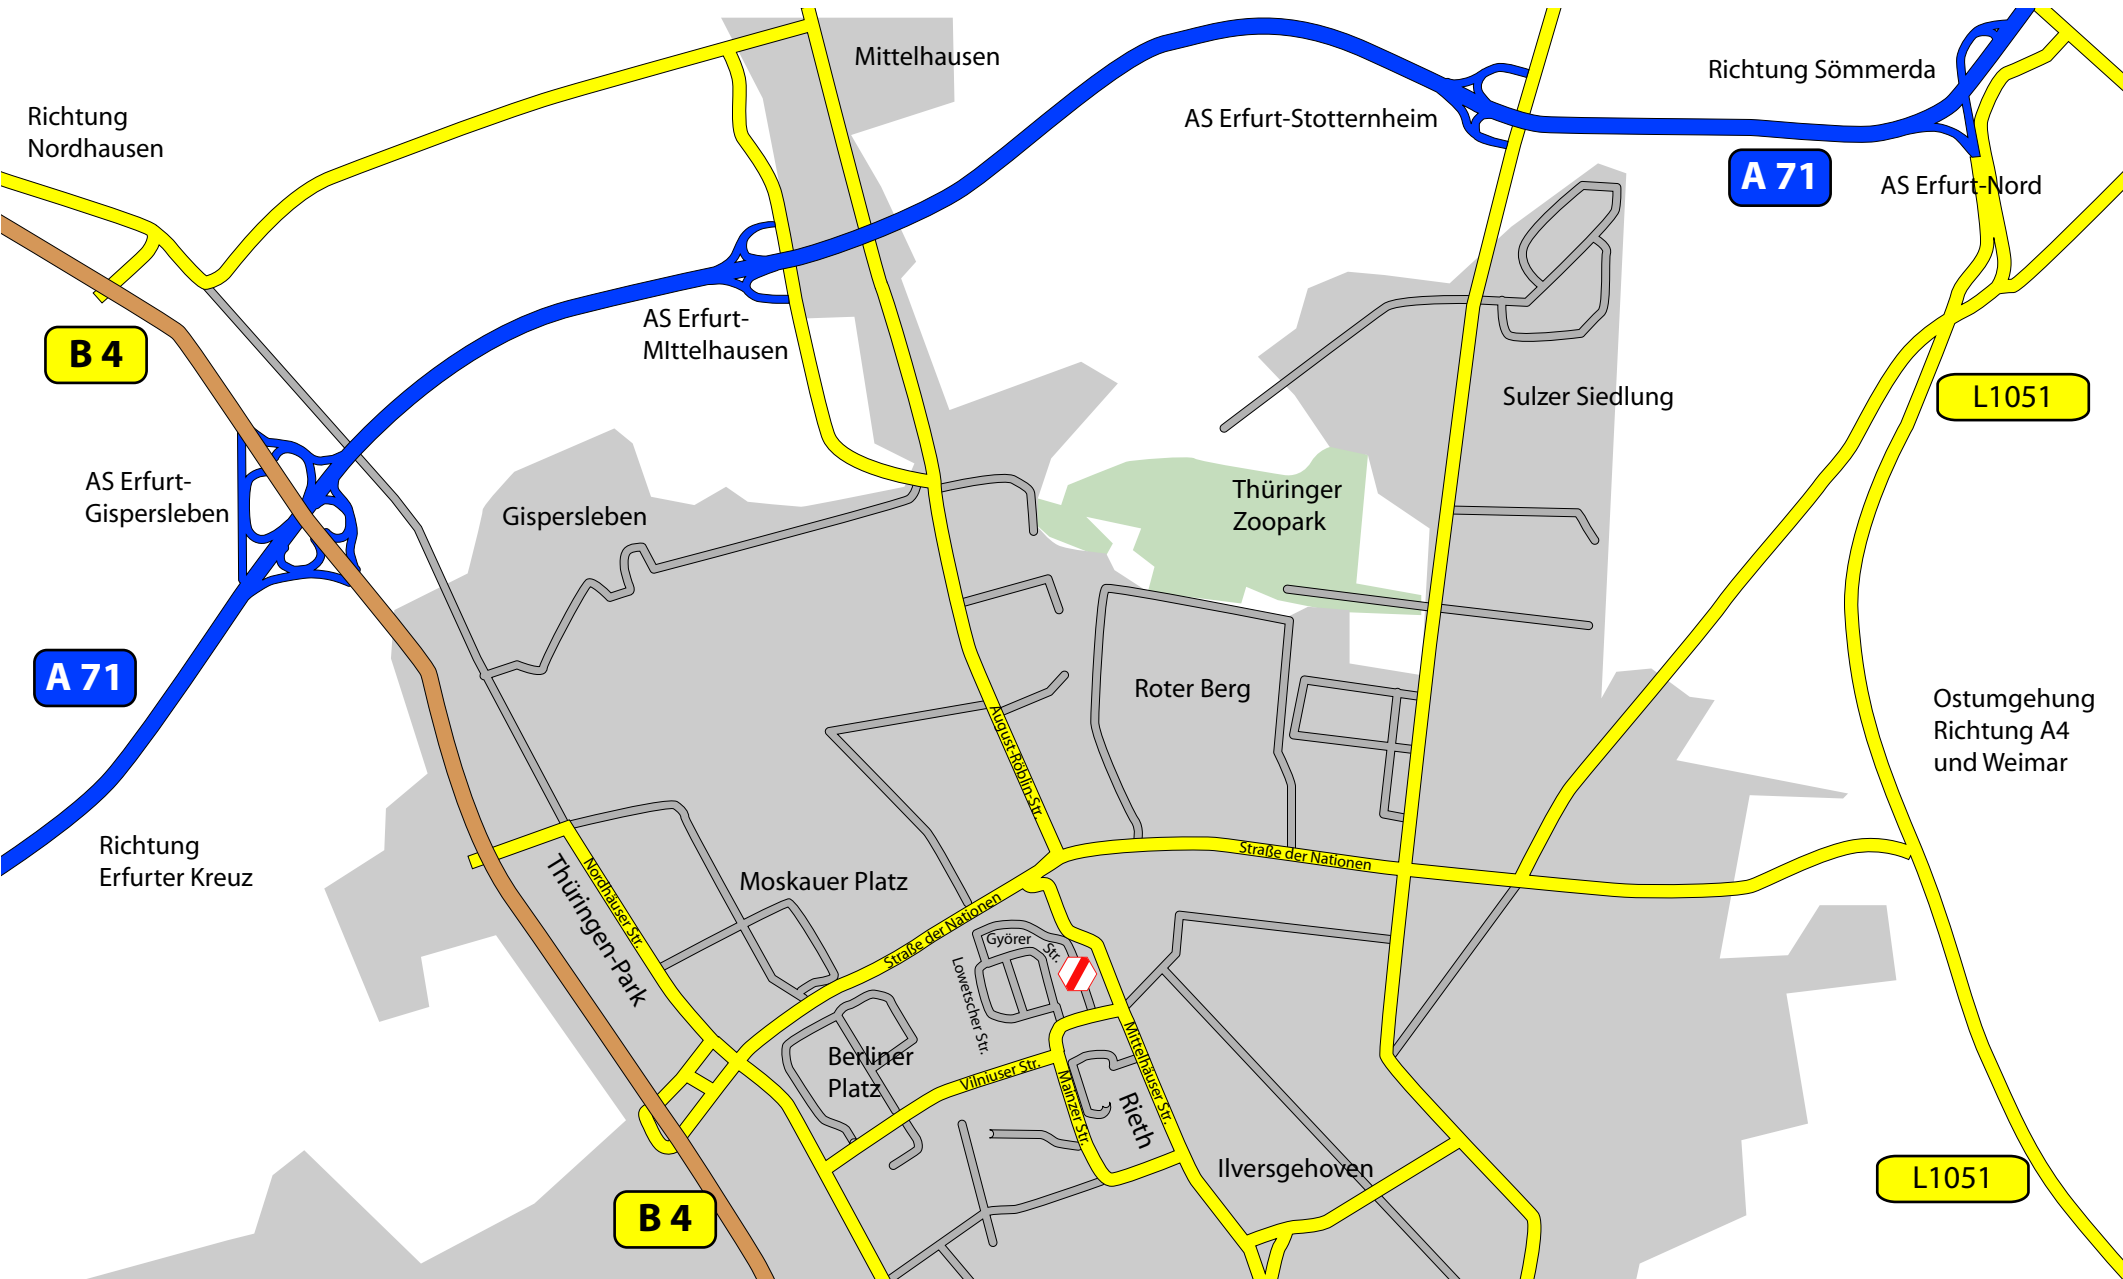 Mittelhausen
Richtung Sömmerda
Richtung
Nordhausen
AS Erfurt-Stotternheim
A 71
AS Erfurt-Nord
AS Erfurt-
MIttelhausen
B 4
Sulzer Siedlung
L1051
AS Erfurt-
Gispersleben
Gispersleben
Thüringer
Zoopark
A 71
Roter Berg
August-Röblin-Str.
Ostumgehung
Richtung A4
und Weimar
Richtung
Erfurter Kreuz
Straße der Nationen
Thüringen-Park
Nordhäuser Str.
Moskauer Platz
Straße der Nationen
Györer
Str.
Lowetscher Str.
Berliner
Platz
Vilniuser Str.
Mainzer Str.
Mittelhäuser Str.
Rieth
Ilversgehoven
L1051
B 4